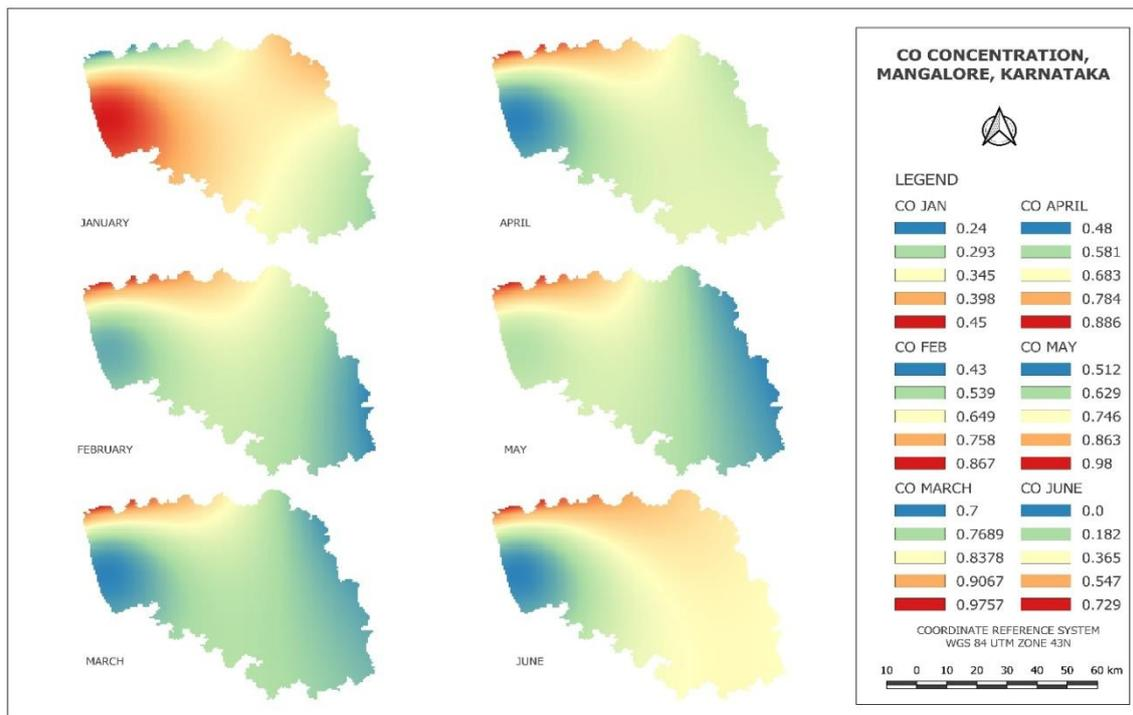 JANUARY
APRIL
FEBRUARY
MAY
MARCH
JUNE
CO CONCENTRATION,
MANGALORE, KARNATAKA
LEGEND
CO JAN
0.24
0.293
0.345
0.398
0.45
CO APRIL
0.48
0.581
0.683
0.784
0.886
CO FEB
0.43
0.539
0.649
0.758
0.867
CO MAY
0.512
0.629
0.746
0.863
0.98
CO MARCH
0.7
0.7689
0.8378
0.9067
0.9757
CO JUNE
0.0
0.182
0.365
0.547
0.729
COORDINATE REFERENCE SYSTEM
WGS 84 UTM ZONE 43N
10 0 10 20 30 40 50 60 km